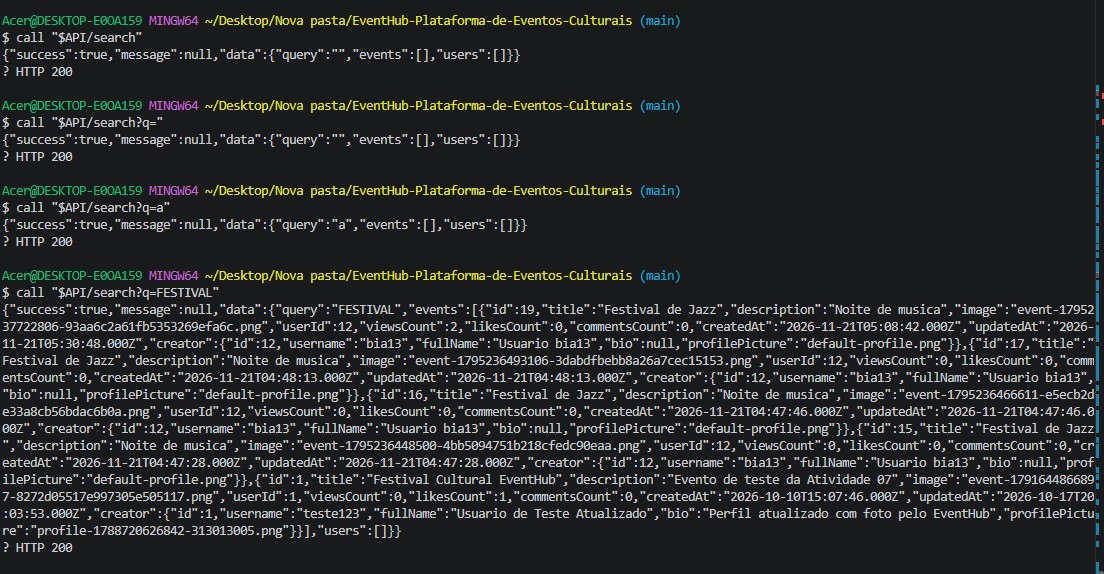 Acer@DESKTOP-E0OA159 MINGW64 ~/Desktop/Nova pasta/EventHub-Plataforma-de-Eventos-Culturais (main)
$ call "$API/search"
{"success":true,"message":null,"data":{"query":"","events":[],"users":[]}}
? HTTP 200
Acer@DESKTOP-E0OA159 MINGW64 ~/Desktop/Nova pasta/EventHub-Plataforma-de-Eventos-Culturais (main)
$ call "$API/search?q="
{"success":true,"message":null,"data":{"query":"","events":[],"users":[]}}
? HTTP 200
Acer@DESKTOP-E0OA159 MINGW64 ~/Desktop/Nova pasta/EventHub-Plataforma-de-Eventos-Culturais (main)
$ call "$API/search?q=a"
{"success":true,"message":null,"data":{"query":"a","events":[],"users":[]}}
? HTTP 200
Acer@DESKTOP-E0OA159 MINGW64 ~/Desktop/Nova pasta/EventHub-Plataforma-de-Eventos-Culturais (main)
$ call "$API/search?q=FESTIVAL"
{"success":true,"message":null,"data":{"query":"FESTIVAL","events":[{"id":19,"title":"Festival de Jazz","description":"Noite de musica","image":"event-17952
37722806-93aa6c2a61fb5353269efa6c.png","userId":12,"viewsCount":2,"likesCount":0,"commentsCount":0,"createdAt":"2026-11-21T05:08:42.000Z","updatedAt":"2026-
11-21T05:30:48.000Z","creator":{"id":12,"username":"bia13","fullName":"Usuario bia13","bio":null,"profilePicture":"default-profile.png"}},{"id":17,"title":"
Festival de Jazz","description":"Noite de musica","image":"event-1795236493106-3dabdfbebb8a26a7cec15153.png","userId":12,"viewsCount":0,"likesCount":0,"comm
entsCount":0,"createdAt":"2026-11-21T04:48:13.000Z","updatedAt":"2026-11-21T04:48:13.000Z","creator":{"id":12,"username":"bia13","fullName":"Usuario bia13",
"bio":null,"profilePicture":"default-profile.png"}},{"id":16,"title":"Festival de Jazz","description":"Noite de musica","image":"event-1795236466611-e5ecb2d
e33a8cb56bdac6b0a.png","userId":12,"viewsCount":0,"likesCount":0,"commentsCount":0,"createdAt":"2026-11-21T04:47:46.000Z","updatedAt":"2026-11-21T04:47:46.0
00Z","creator":{"id":12,"username":"bia13","fullName":"Usuario bia13","bio":null,"profilePicture":"default-profile.png"}},{"id":15,"title":"Festival de Jazz
","description":"Noite de musica","image":"event-1795236448500-4bb5094751b218cfedc90eaa.png","userId":12,"viewsCount":0,"likesCount":0,"commentsCount":0,"cr
eatedAt":"2026-11-21T04:47:28.000Z","updatedAt":"2026-11-21T04:47:28.000Z","creator":{"id":12,"username":"bia13","fullName":"Usuario bia13","bio":null,"prof
ilePicture":"default-profile.png"}},{"id":1,"title":"Festival Cultural EventHub","description":"Evento de teste da Atividade 07","image":"event-179164486689
7-8272d05517e997305e505117.png","userId":1,"viewsCount":0,"likesCount":1,"commentsCount":0,"createdAt":"2026-10-10T15:07:46.000Z","updatedAt":"2026-10-17T20
:03:53.000Z","creator":{"id":1,"username":"teste123","fullName":"Usuario de Teste Atualizado","bio":"Perfil atualizado com foto pelo EventHub","profilePictu
re":"profile-1788720626842-313013005.png"}}],"users":[]}}
? HTTP 200